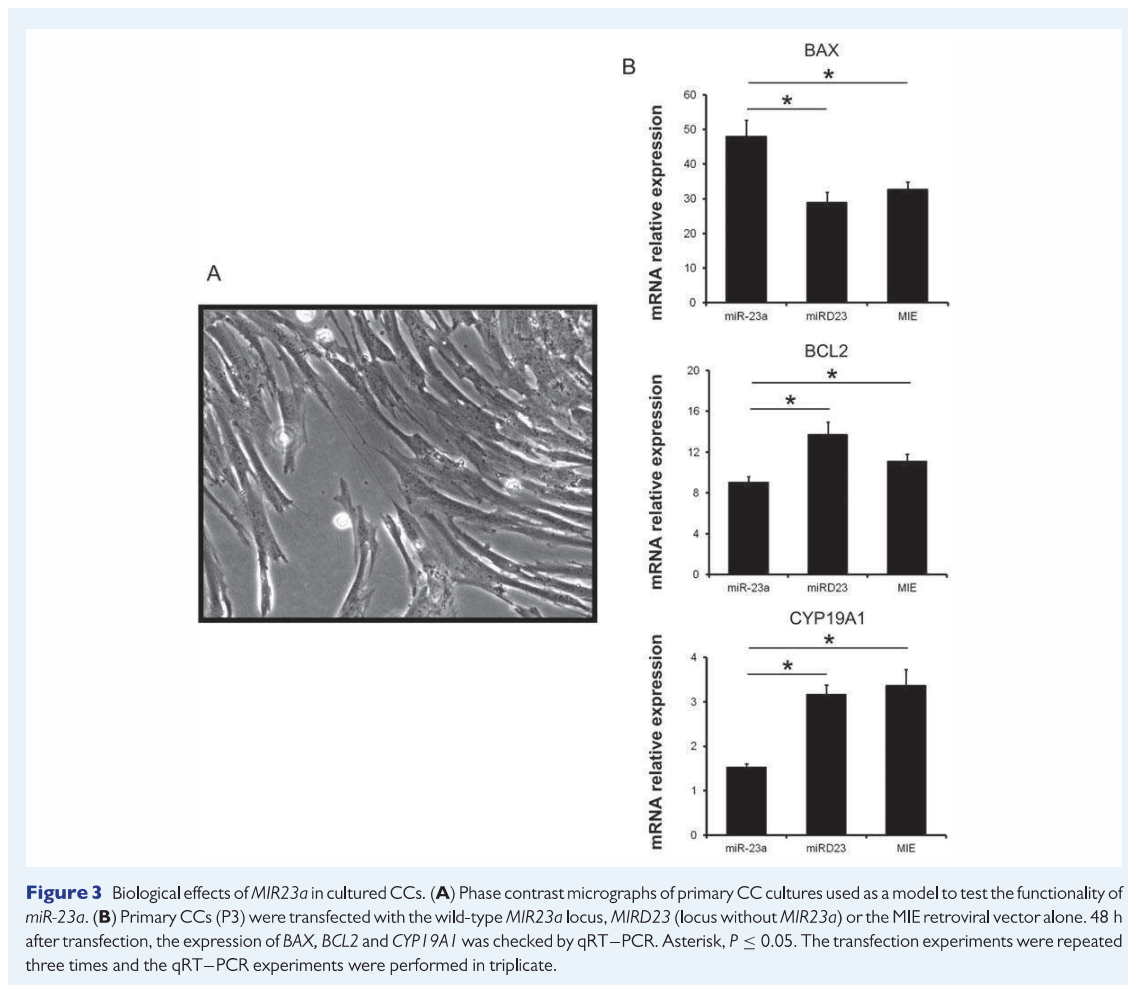 A
B
BAX
mRNA relative expression
60
50
40
30
20
10
0
*
*
miR-23a miRD23 MIE
BCL2
mRNA relative expression
20
16
12
8
4
0
*
*
miR-23a miRD23 MIE
CYP19A1
mRNA relative expression
4
3
2
1
0
*
*
miR-23a miRD23 MIE
Figure 3 Biological effects of MIR23a in cultured CCs. (A) Phase contrast micrographs of primary CC cultures used as a model to test the functionality of
miR-23a. (B) Primary CCs (P3) were transfected with the wild-type MIR23a locus, MIRD23 (locus without MIR23a) or the MIE retroviral vector alone. 48 h
after transfection, the expression of BAX, BCL2 and CYP19A1 was checked by qRT−PCR. Asterisk, P ≤ 0.05. The transfection experiments were repeated
three times and the qRT−PCR experiments were performed in triplicate.